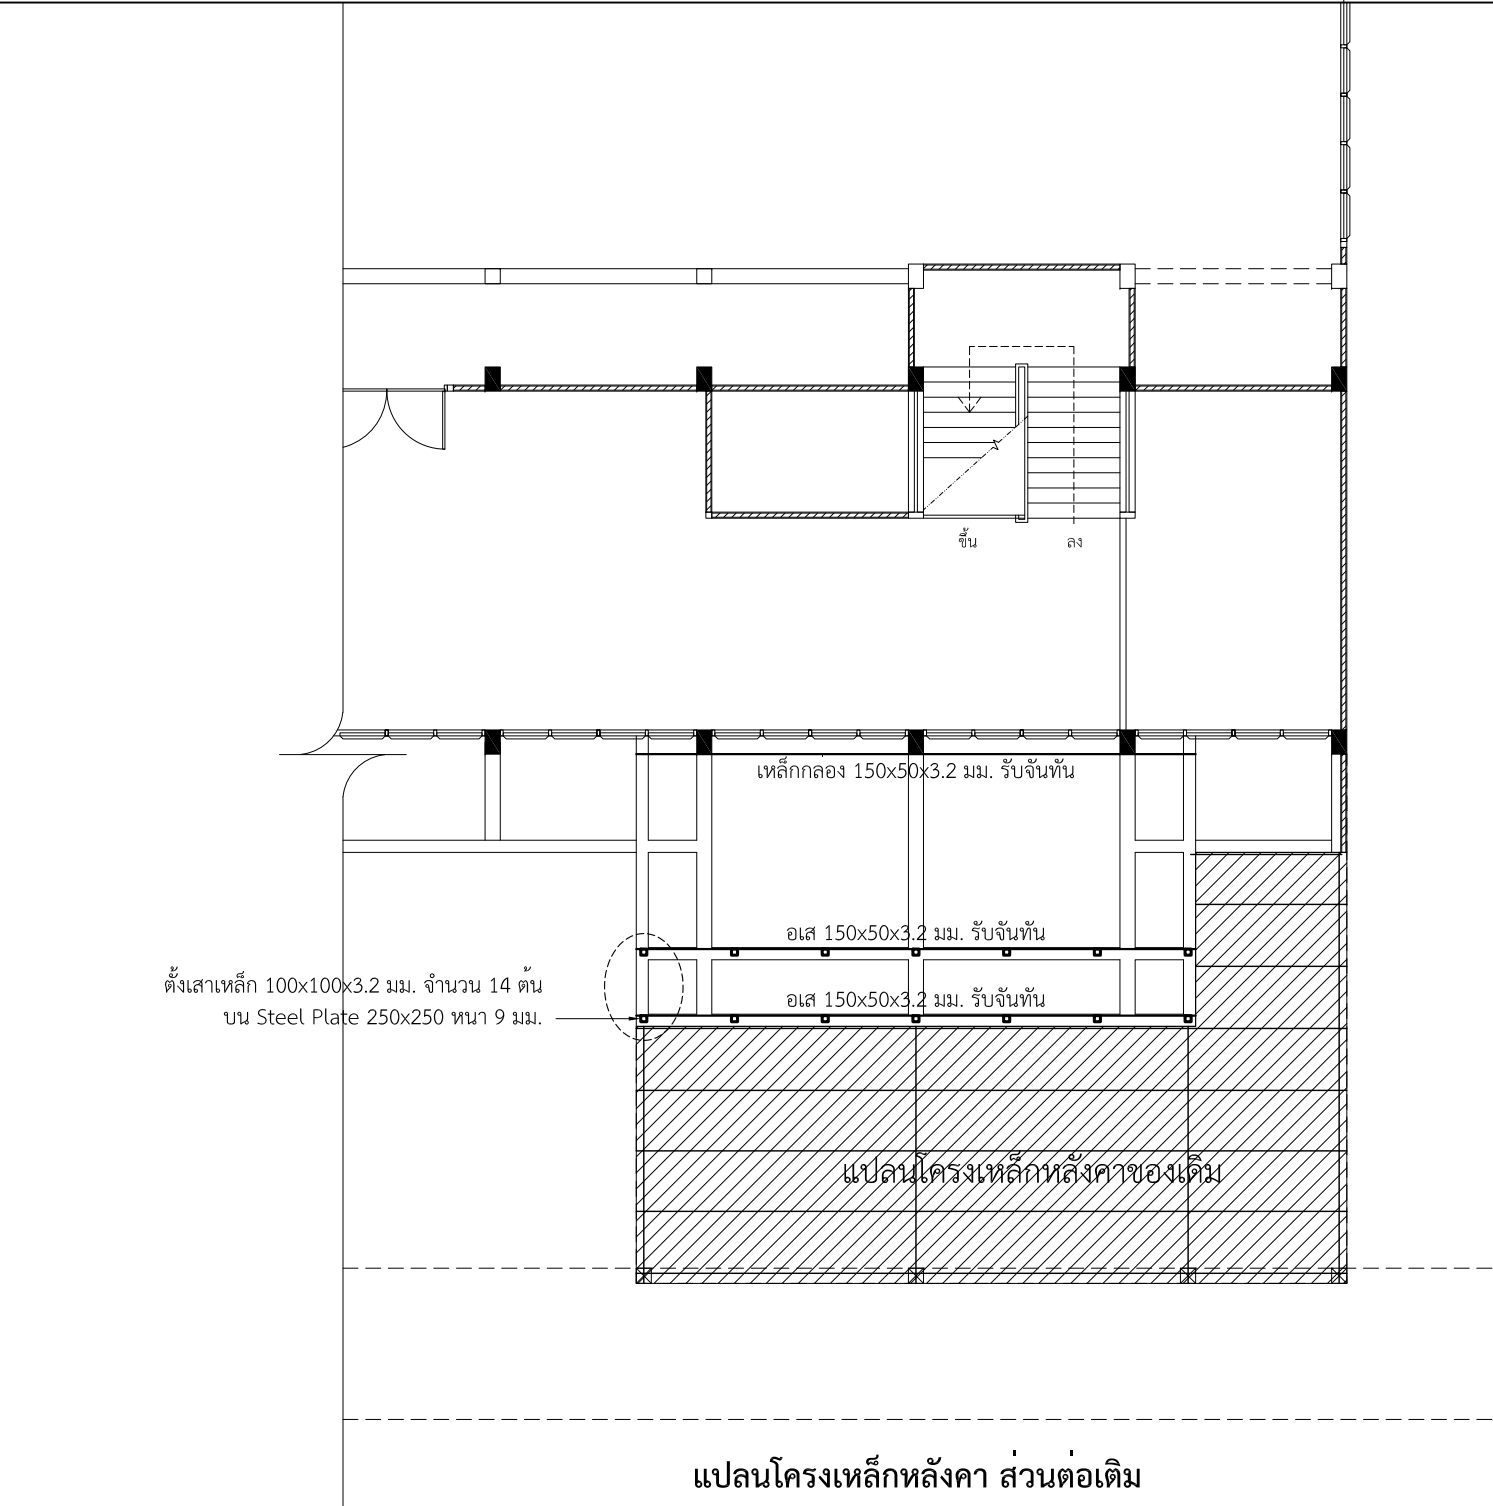 ขึ้น
ลง
เหล็กกลอง 150x50x3.2 มม. รับจันทัน
อเส 150x50x3.2 มม. รับจันทัน
ตั้งเสาเหล็ก 100x100x3.2 มม. จำนวน 14 ต้น
บน Steel Plate 250x250 หนา 9 มม.
อเส 150x50x3.2 มม. รับจันทัน
แปลนโครงเหล็กหลังคาของเดิม
แปลนโครงเหล็กหลังคา ส่วนต่อเติม